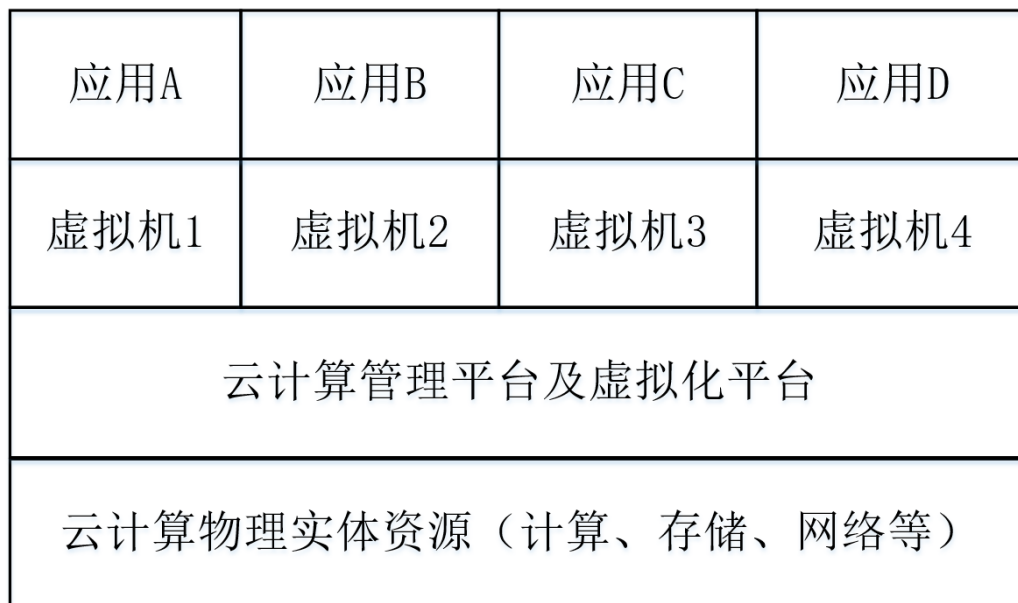 应用A 应用B 应用C 应用D
虚拟机1 虚拟机2 虚拟机3 虚拟机4
云计算管理平台及虚拟化平台
云计算物理实体资源（计算、存储、网络等）